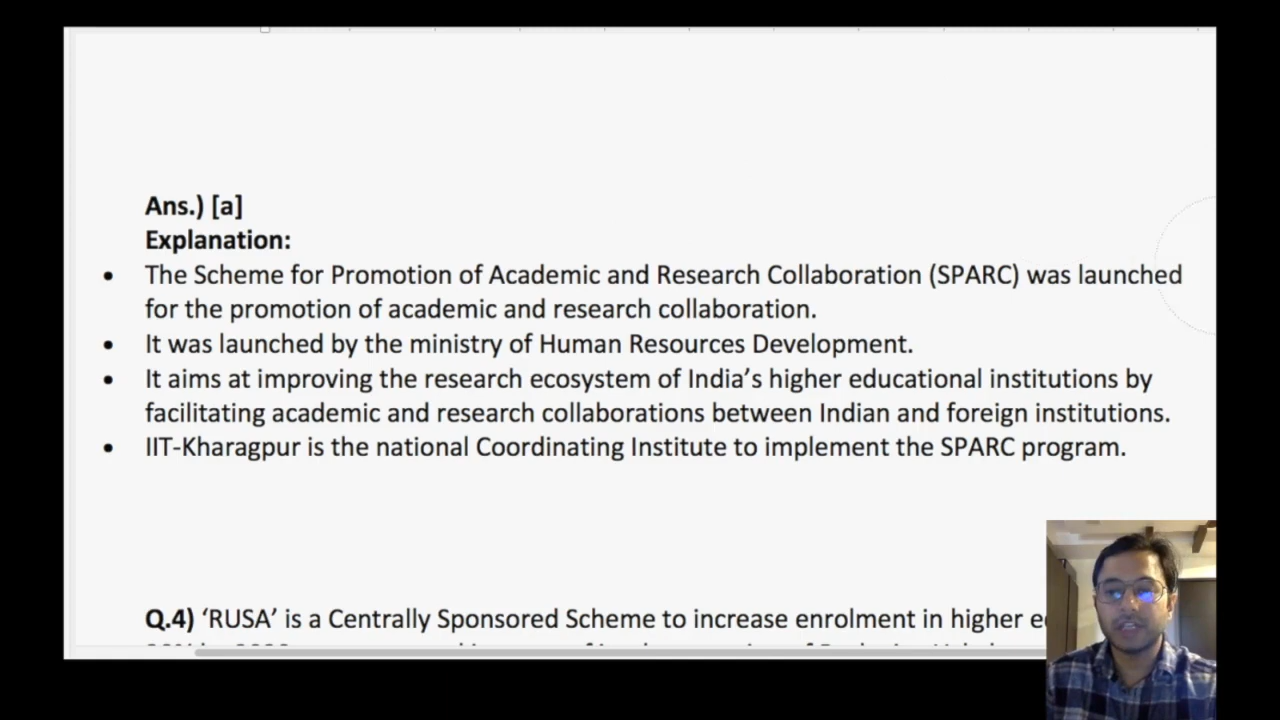 Ans.) [a]
Explanation:
• The Scheme for Promotion of Academic and Research Collaboration (SPARC) was launched
for the promotion of academic and research collaboration.
• It was launched by the ministry of Human Resources Development.
• It aims at improving the research ecosystem of India’s higher educational institutions by
facilitating academic and research collaborations between Indian and foreign institutions.
• IIT-Kharagpur is the national Coordinating Institute to implement the SPARC program.
Q.4) ‘RUSA’ is a Centrally Sponsored Scheme to increase enrolment in higher